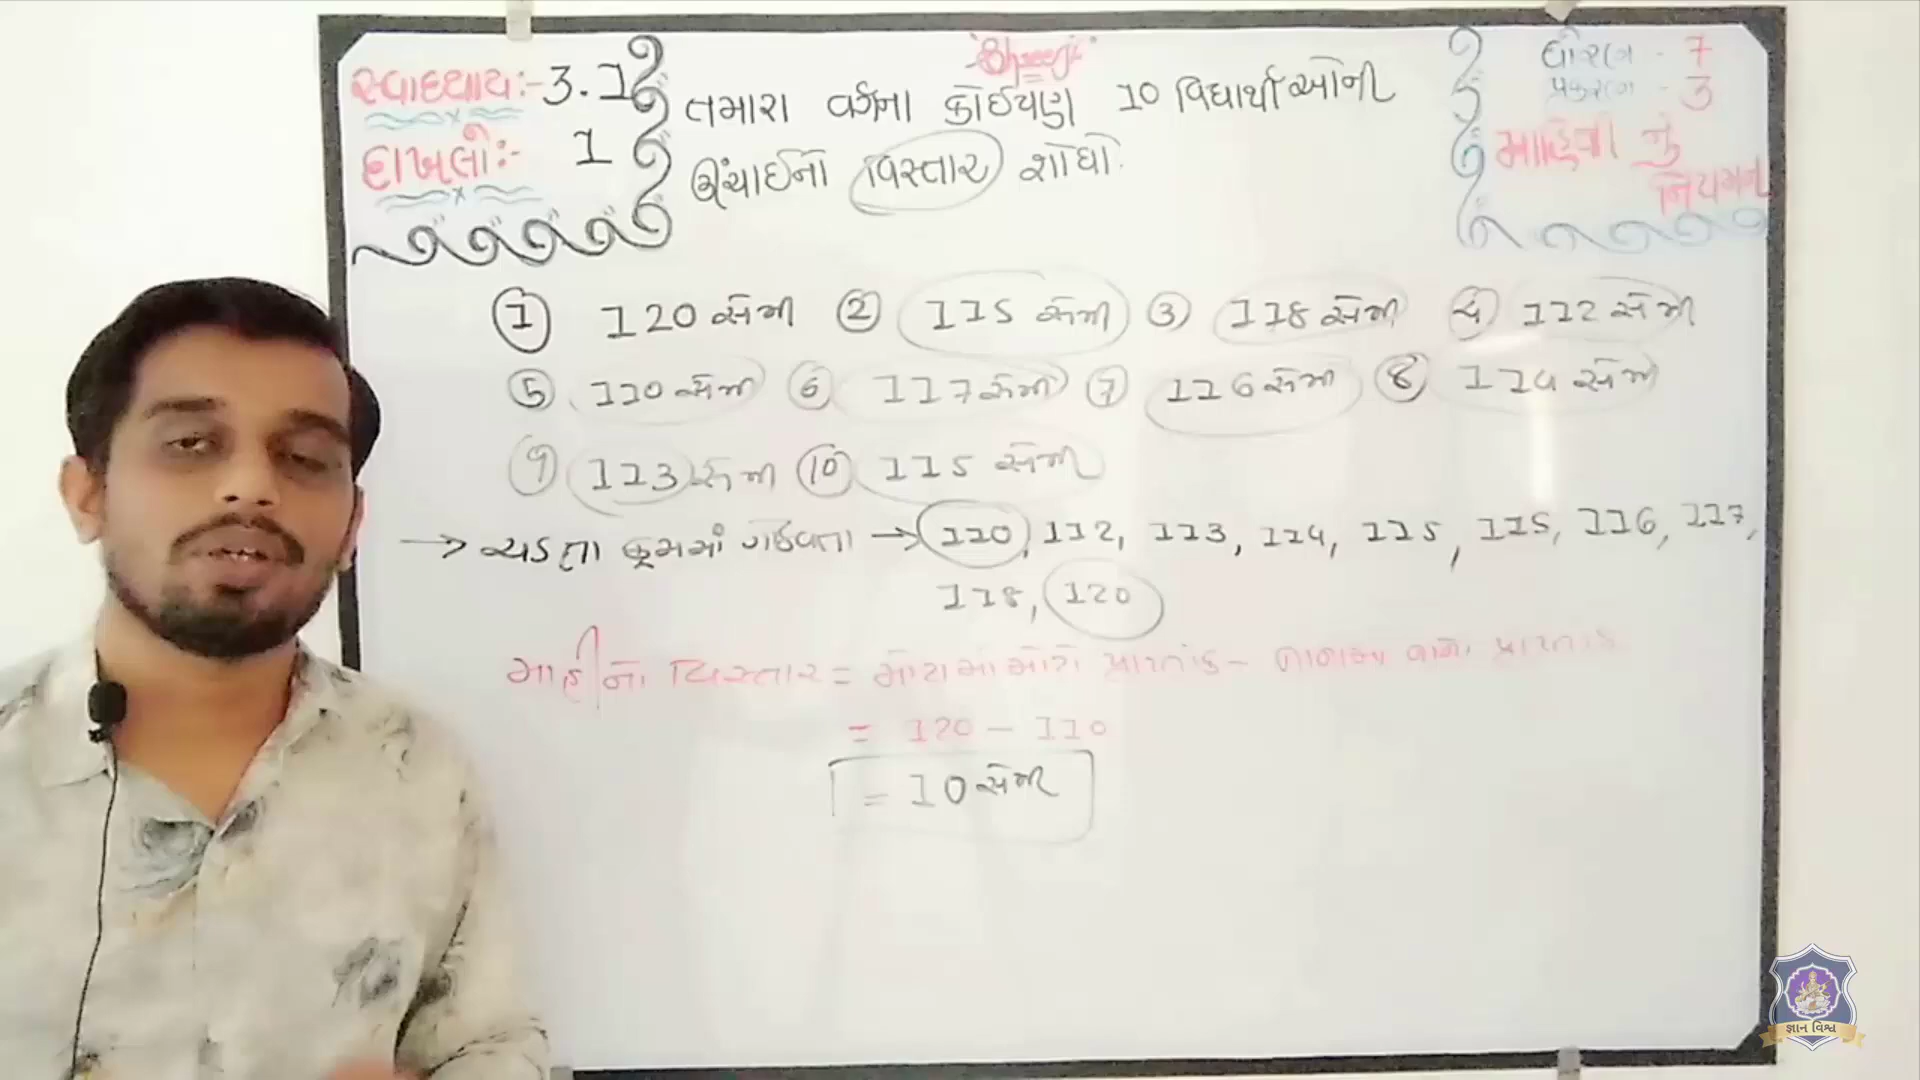 "Shreeji"
સ્વાધ્યાય:- 3.1
દાખલો:- 1
તમારા વર્ગના કોઈપણ 10 વિદ્યાર્થીઓની
ઊંચાઈનો વિસ્તાર શોધો.
ધોરણ - 7
પ્રકરણ - 3
માહિતી નું
નિયમન
① 120 સેમી ② 115 સેમી ③ 118 સેમી ④ 112 સેમી
⑤ 110 સેમી ⑥ 117 સેમી ⑦ 116 સેમી ⑧ 114 સેમી
⑨ 113 સેમી ⑩ 115 સેમી
→ ચડતા ક્રમમાં ગોઠવતા → 110, 112, 113, 114, 115, 115, 116, 117,
118, 120
વિસ્તાર = મોટામાં મોટો પ્રાપ્તાંક - નાનામાં નાનો પ્રાપ્તાંક
= 120 - 110
= 10 સેમી
જ્ઞાન વિશ્વ